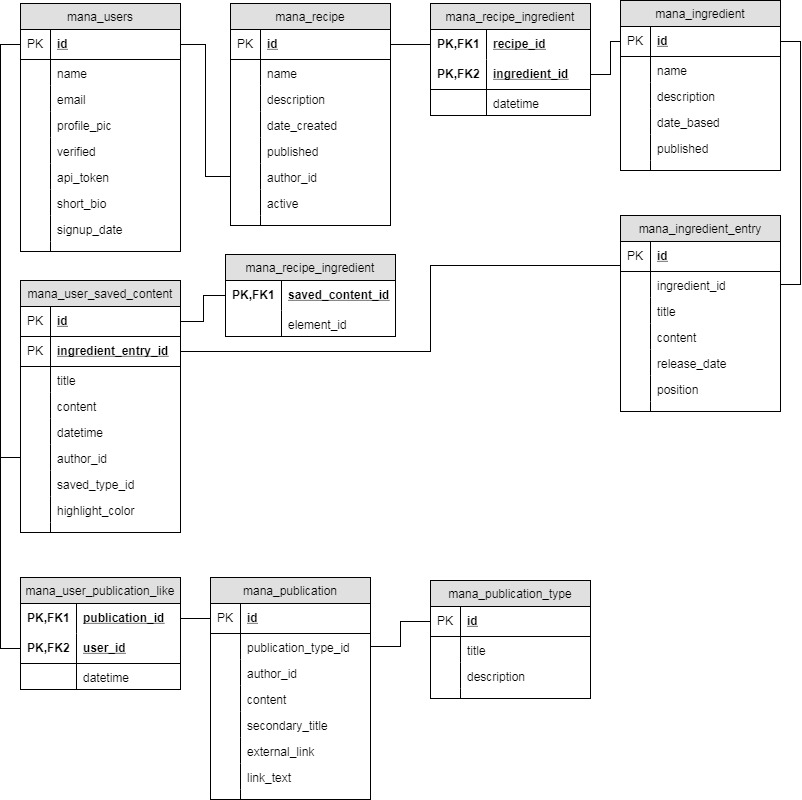 mana_users
PK id
name
email
profile_pic
verified
api_token
short_bio
signup_date
mana_recipe
PK id
name
description
date_created
published
author_id
active
mana_recipe_ingredient
PK,FK1 recipe_id
PK,FK2 ingredient_id
datetime
mana_ingredient
PK id
name
description
date_based
published
mana_ingredient_entry
PK id
ingredient_id
title
content
release_date
position
mana_recipe_ingredient
PK,FK1 saved_content_id
element_id
mana_user_saved_content
PK id
PK ingredient_entry_id
title
content
datetime
author_id
saved_type_id
highlight_color
mana_user_publication_like
PK,FK1 publication_id
PK,FK2 user_id
datetime
mana_publication
PK id
publication_type_id
author_id
content
secondary_title
external_link
link_text
mana_publication_type
PK id
title
description